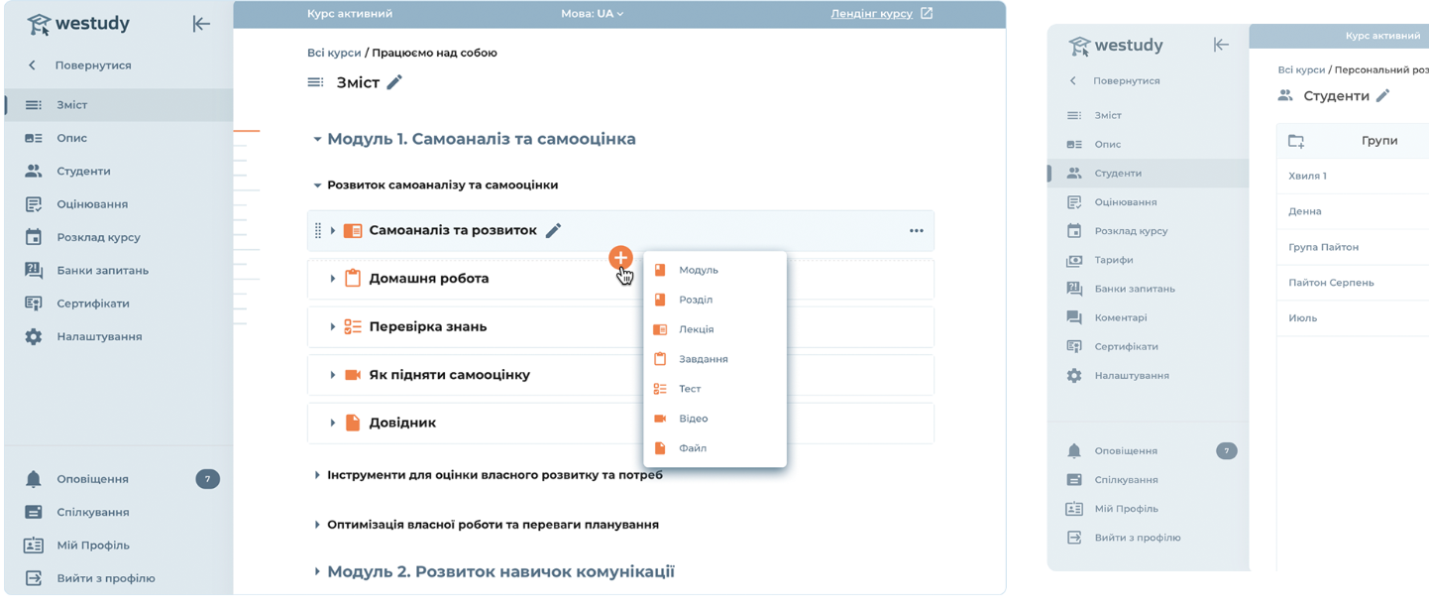 westudy
Повернутися
Зміст
Опис
Студенти
Оцінювання
Розклад курсу
Банки запитань
Сертифікати
Налаштування
Оповіщення 7
Спілкування
Мій Профіль
Вийти з профілю
Курс активний Мова: UA Лендінг курсу
Всі курси / Працюємо над собою
Зміст
Модуль 1. Самоаналіз та самооцінка
Розвиток самоаналізу та самооцінки
Самоаналіз та розвиток
Домашня робота
Перевірка знань
Як підняти самооцінку
Довідник
Інструменти для оцінки власного розвитку та потреб
Оптимізація власної роботи та переваги планування
Модуль 2. Розвиток навичок комунікації
Модуль
Розділ
Лекція
Завдання
Тест
Відео
Файл
westudy
Повернутися
Зміст
Опис
Студенти
Оцінювання
Розклад курсу
Тарифи
Банки запитань
Коментарі
Сертифікати
Налаштування
Оповіщення 7
Спілкування
Мій Профіль
Вийти з профілю
Курс активний
Всі курси / Персональний роз
Студенти
Групи
Хвиля 1
Денна
Група Пайтон
Пайтон Серпень
Июль